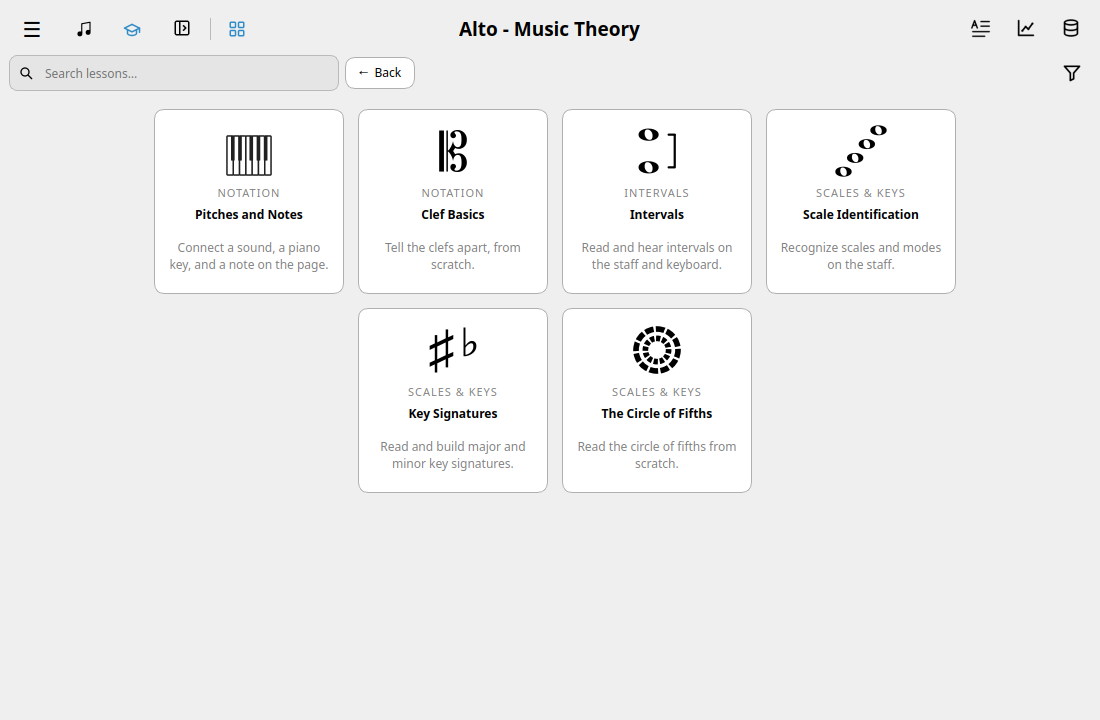 Alto - Music Theory
Search lessons...
← Back
NOTATION
Pitches and Notes
Connect a sound, a piano
key, and a note on the page.
NOTATION
Clef Basics
Tell the clefs apart, from
scratch.
INTERVALS
Intervals
Read and hear intervals on
the staff and keyboard.
SCALES & KEYS
Scale Identification
Recognize scales and modes
on the staff.
SCALES & KEYS
Key Signatures
Read and build major and
minor key signatures.
SCALES & KEYS
The Circle of Fifths
Read the circle of fifths from
scratch.